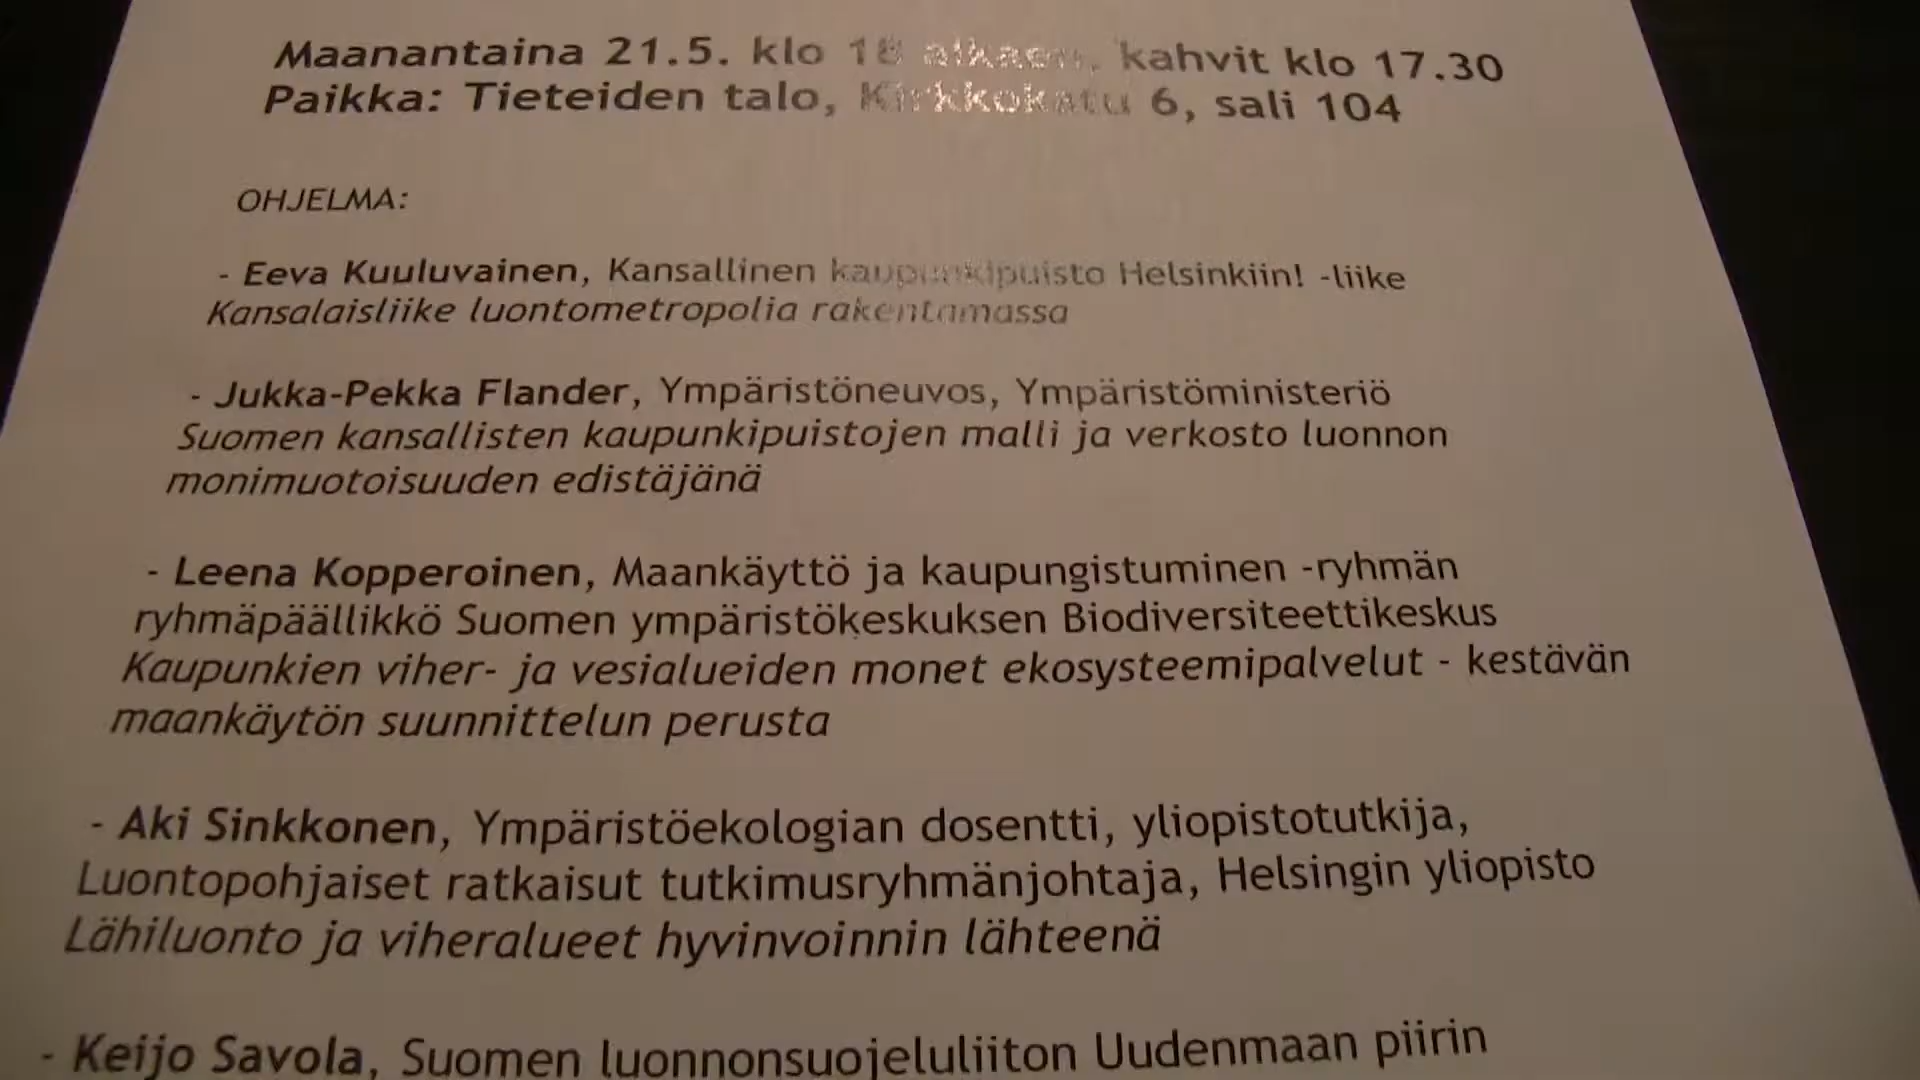 Maanantaina 21.5. klo 18 alkaen, kahvit klo 17.30
Paikka: Tieteiden talo, Kirkkokatu 6, sali 104
OHJELMA:
- Eeva Kuuluvainen, Kansallinen kaupunkipuisto Helsinkiin! -liike
Kansalaisliike luontometropolia rakentamassa
- Jukka-Pekka Flander, Ympäristöneuvos, Ympäristöministeriö
Suomen kansallisten kaupunkipuistojen malli ja verkosto luonnon
monimuotoisuuden edistäjänä
- Leena Kopperoinen, Maankäyttö ja kaupungistuminen -ryhmän
ryhmäpäällikkö Suomen ympäristökeskuksen Biodiversiteettikeskus
Kaupunkien viher- ja vesialueiden monet ekosysteemipalvelut - kestävän
maankäytön suunnittelun perusta
- Aki Sinkkonen, Ympäristöekologian dosentti, yliopistotutkija,
Luontopohjaiset ratkaisut tutkimusryhmänjohtaja, Helsingin yliopisto
Lähiluonto ja viheralueet hyvinvoinnin lähteenä
- Keijo Savola, Suomen luonnonsuojeluliiton Uudenmaan piirin